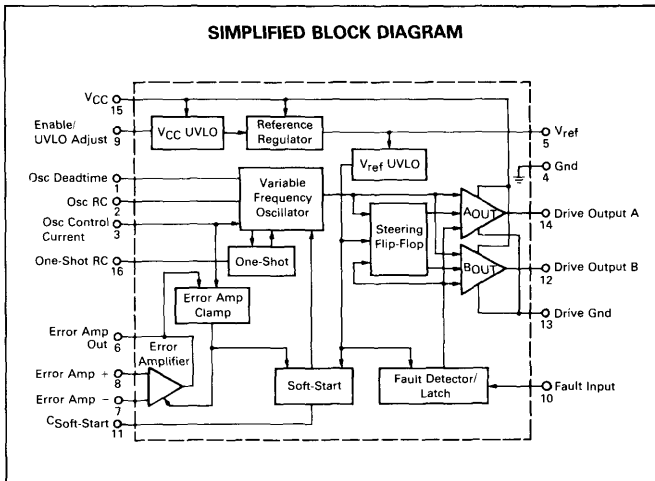 SIMPLIFIED BLOCK DIAGRAM
VCC
15
Enable/
UVLO Adjust
9
VCC UVLO
Reference
Regulator
Vref
5
Vref UVLO
Gnd
4
Osc Deadtime
1
Osc RC
2
Osc Control
Current
3
One-Shot RC
16
Variable
Frequency
Oscillator
One-Shot
Steering
Flip-Flop
AOUT
Drive Output A
14
BOUT
Drive Output B
12
Drive Gnd
13
Error Amp
Clamp
Error Amp
Out
6
Error
Amplifier
Error Amp +
8
Error Amp −
7
CSoft-Start
11
Soft-Start
Fault Detector/
Latch
Fault Input
10